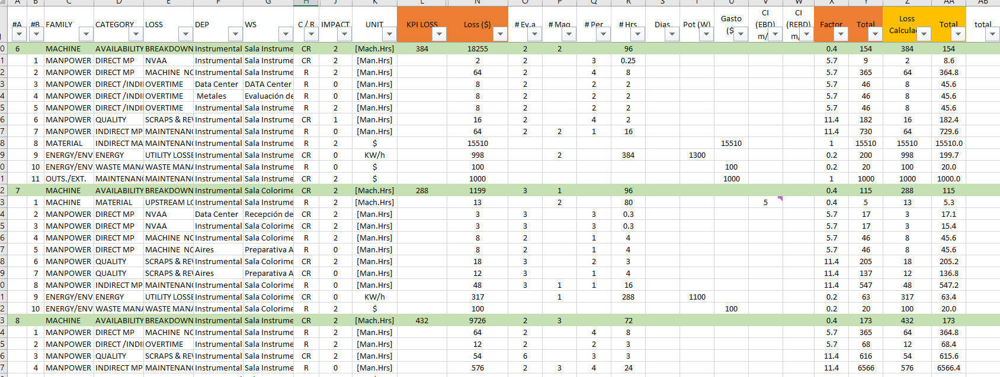 A B C D E F G H J K L N O P Q R S T U V W X Y Z AA AB
#A #B FAMILY CATEGORY LOSS DEP WS C / R IMPACT UNIT KPI LOSS Loss ($) # Ev.a # Maq # Per # Hrs Dias Pot (W) Gasto ($ CI (EBD) m/ CI (REBD) m, Factor Total Loss Calcula Total total
0 6 MACHINE AVAILABILITY BREAKDOWN Instrumental Sala Instrume CR 2 [Mach.Hrs] 384 18255 2 2 96 0.4 154 384 154
1 1 MANPOWER DIRECT MP NVAA Instrumental Sala Instrume CR 2 [Man.Hrs] 2 2 3 0.25 5.7 9 2 8.6
2 2 MANPOWER DIRECT MP MACHINE NO Instrumental Sala Instrume R 2 [Man.Hrs] 64 2 4 8 5.7 365 64 364.8
3 3 MANPOWER DIRECT /INDI OVERTIME Data Center DATA Center R 0 [Man.Hrs] 8 2 2 2 5.7 46 8 45.6
4 4 MANPOWER DIRECT /INDI OVERTIME Metales Evaluación de R 0 [Man.Hrs] 8 2 2 2 5.7 46 8 45.6
5 5 MANPOWER DIRECT /INDI OVERTIME Instrumental Sala Instrume R 2 [Man.Hrs] 8 2 2 2 5.7 46 8 45.6
6 6 MANPOWER QUALITY SCRAPS & REV Instrumental Sala Instrume CR 1 [Man.Hrs] 16 2 4 2 11.4 182 16 182.4
7 7 MANPOWER INDIRECT MP MAINTENANC Instrumental Sala Instrume R 0 [Man.Hrs] 64 2 2 1 16 11.4 730 64 729.6
8 8 MATERIAL INDIRECT MA MAINTENANC Instrumental Sala Instrume R 2 $ 15510 15510 1 15510 15510 15510.0
9 9 ENERGY/ENV ENERGY UTILITY LOSSE Instrumental Sala Instrume CR 0 KW/h 998 2 384 1300 0.2 200 998 199.7
0 10 ENERGY/ENV WASTE MANA WASTE MANA Instrumental Sala Instrume R 0 $ 100 100 0.2 20 100 20.0
1 11 OUTS./EXT. MAINTENANC MAINTENANC Instrumental Sala Instrume CR 2 $ 1000 1000 1 1000 1000 1000.0
2 7 MACHINE AVAILABILITY BREAKDOWN Instrumental Sala Colorime CR 2 [Mach.Hrs] 288 1199 3 1 96 0.4 115 288 115
3 1 MACHINE MATERIAL UPSTREAM LO Instrumental Sala Colorime R 2 [Mach.Hrs] 13 2 80 5 0.4 5 13 5.3
4 2 MANPOWER DIRECT MP NVAA Data Center Recepción de CR 2 [Man.Hrs] 3 3 3 0.3 5.7 17 3 17.1
5 3 MANPOWER DIRECT MP NVAA Instrumental Sala Colorime CR 2 [Man.Hrs] 3 3 3 0.3 5.7 17 3 15.4
6 4 MANPOWER DIRECT MP MACHINE NO Instrumental Sala Colorime R 2 [Man.Hrs] 8 2 1 4 5.7 46 8 45.6
7 5 MANPOWER DIRECT MP MACHINE NO Aires Preparativa A R 0 [Man.Hrs] 8 2 1 4 5.7 46 8 45.6
8 6 MANPOWER QUALITY SCRAPS & REV Instrumental Sala Colorime CR 2 [Man.Hrs] 18 3 2 3 11.4 205 18 205.2
9 7 MANPOWER QUALITY SCRAPS & REV Aires Preparativa A CR 0 [Man.Hrs] 12 3 1 4 11.4 137 12 136.8
0 8 MANPOWER INDIRECT MP MAINTENANC Instrumental Sala Colorime R 0 [Man.Hrs] 48 3 1 1 16 11.4 547 48 547.2
1 9 ENERGY/ENV ENERGY UTILITY LOSSE Instrumental Sala Colorime CR 0 KW/h 317 1 288 1100 0.2 63 317 63.4
2 10 ENERGY/ENV WASTE MANA WASTE MANA Instrumental Sala Colorime R 2 $ 100 100 0.2 20 100 20.0
3 8 MACHINE AVAILABILITY BREAKDOWN Instrumental Sala Instrume CR 2 [Mach.Hrs] 432 9726 2 3 72 0.4 173 432 173
4 1 MANPOWER DIRECT MP MACHINE NO Instrumental Sala Instrume R 2 [Man.Hrs] 64 2 4 8 5.7 365 64 364.8
5 2 MANPOWER DIRECT /INDI OVERTIME Instrumental Sala Instrume R 2 [Man.Hrs] 12 2 2 3 5.7 68 12 68.4
6 3 MANPOWER QUALITY SCRAPS & REV Instrumental Sala Instrume CR 2 [Man.Hrs] 54 6 3 3 11.4 616 54 615.6
7 4 MANPOWER INDIRECT MP MAINTENANC Instrumental Sala Instrume R 0 [Man.Hrs] 576 2 3 4 24 11.4 6566 576 6566.4